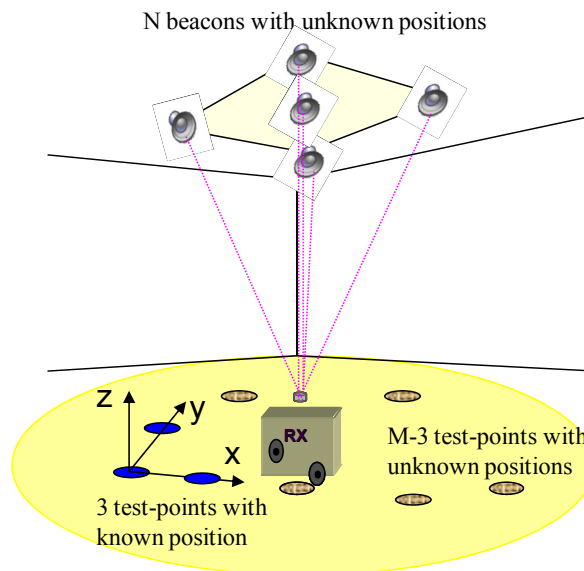 N beacons with unknown positions
z
y
x
RX
M-3 test-points with
unknown positions
3 test-points with
known position